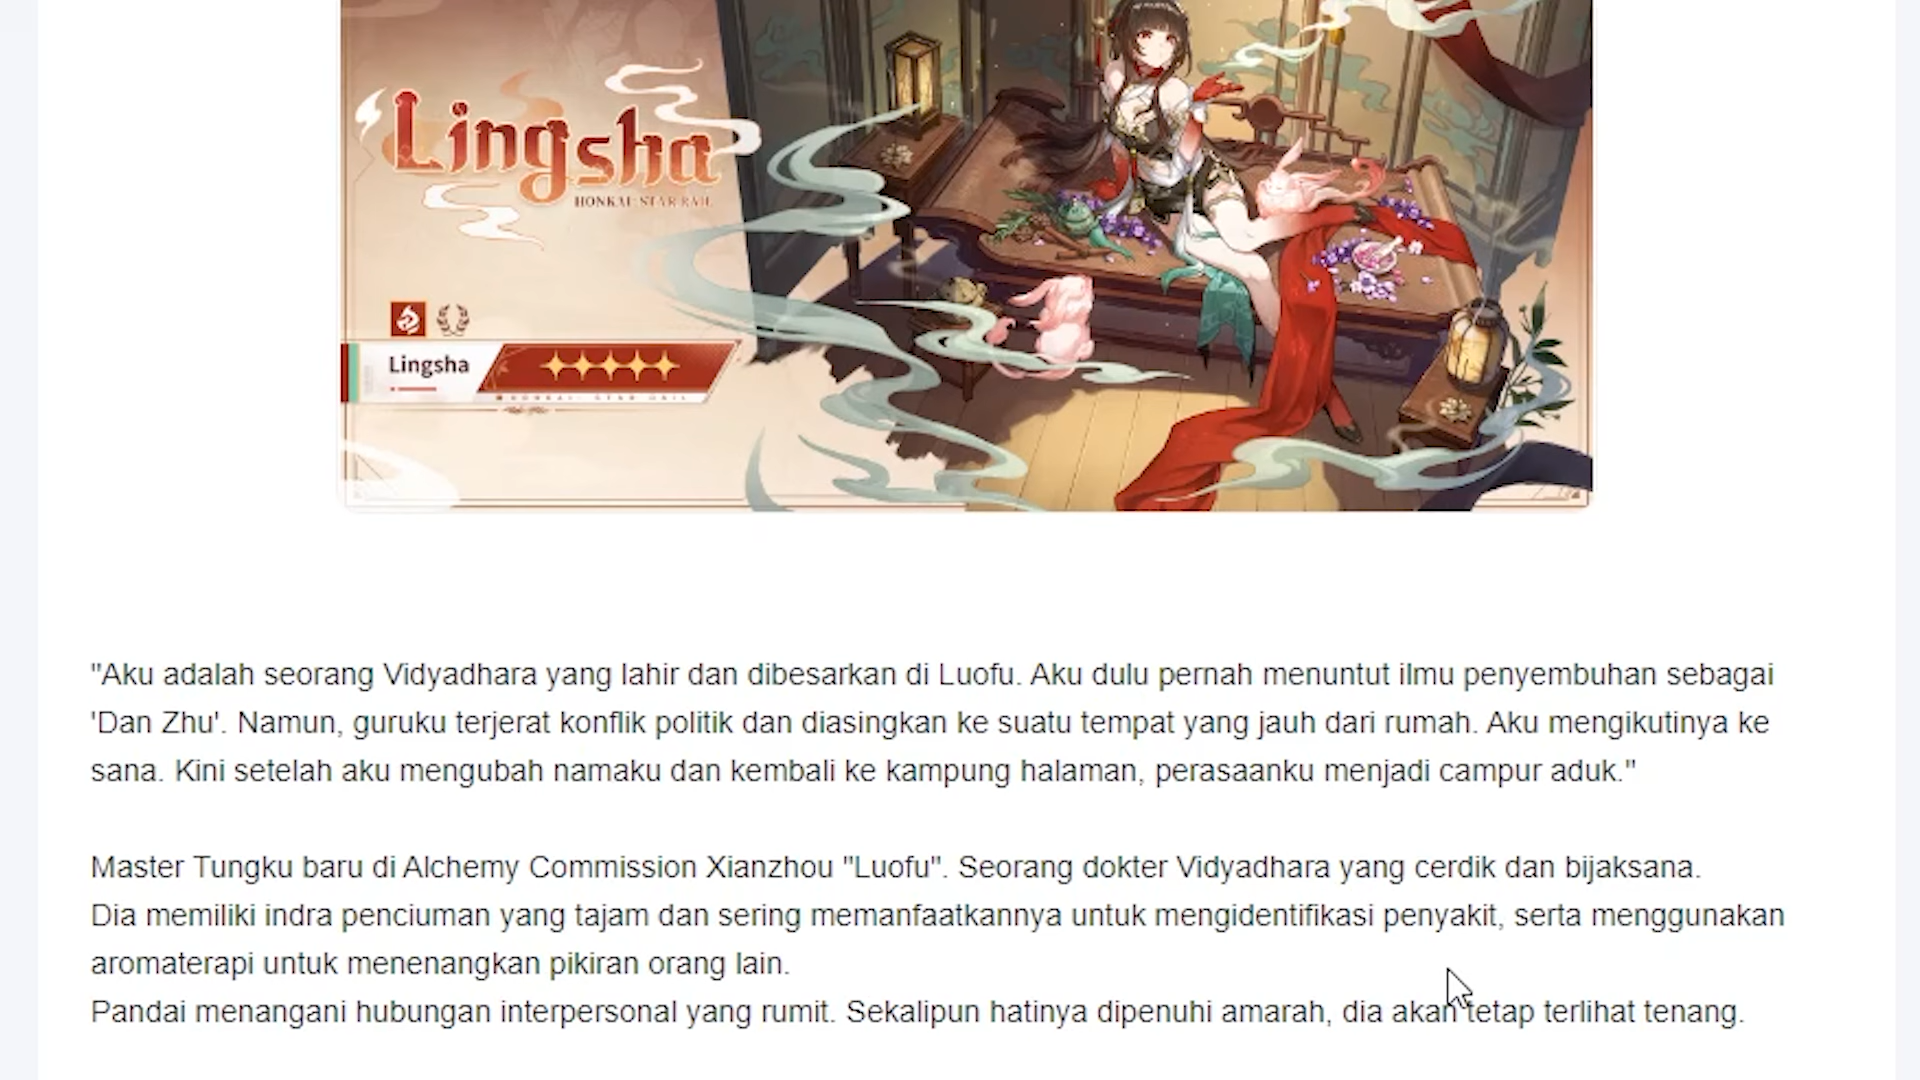 Lingsha
HONKAI: STAR RAIL
Lingsha
HONKAI: STAR RAIL
"Aku adalah seorang Vidyadhara yang lahir dan dibesarkan di Luofu. Aku dulu pernah menuntut ilmu penyembuhan sebagai
'Dan Zhu'. Namun, guruku terjerat konflik politik dan diasingkan ke suatu tempat yang jauh dari rumah. Aku mengikutinya ke
sana. Kini setelah aku mengubah namaku dan kembali ke kampung halaman, perasaanku menjadi campur aduk."
Master Tungku baru di Alchemy Commission Xianzhou "Luofu". Seorang dokter Vidyadhara yang cerdik dan bijaksana.
Dia memiliki indra penciuman yang tajam dan sering memanfaatkannya untuk mengidentifikasi penyakit, serta menggunakan
aromaterapi untuk menenangkan pikiran orang lain.
Pandai menangani hubungan interpersonal yang rumit. Sekalipun hatinya dipenuhi amarah, dia akan tetap terlihat tenang.